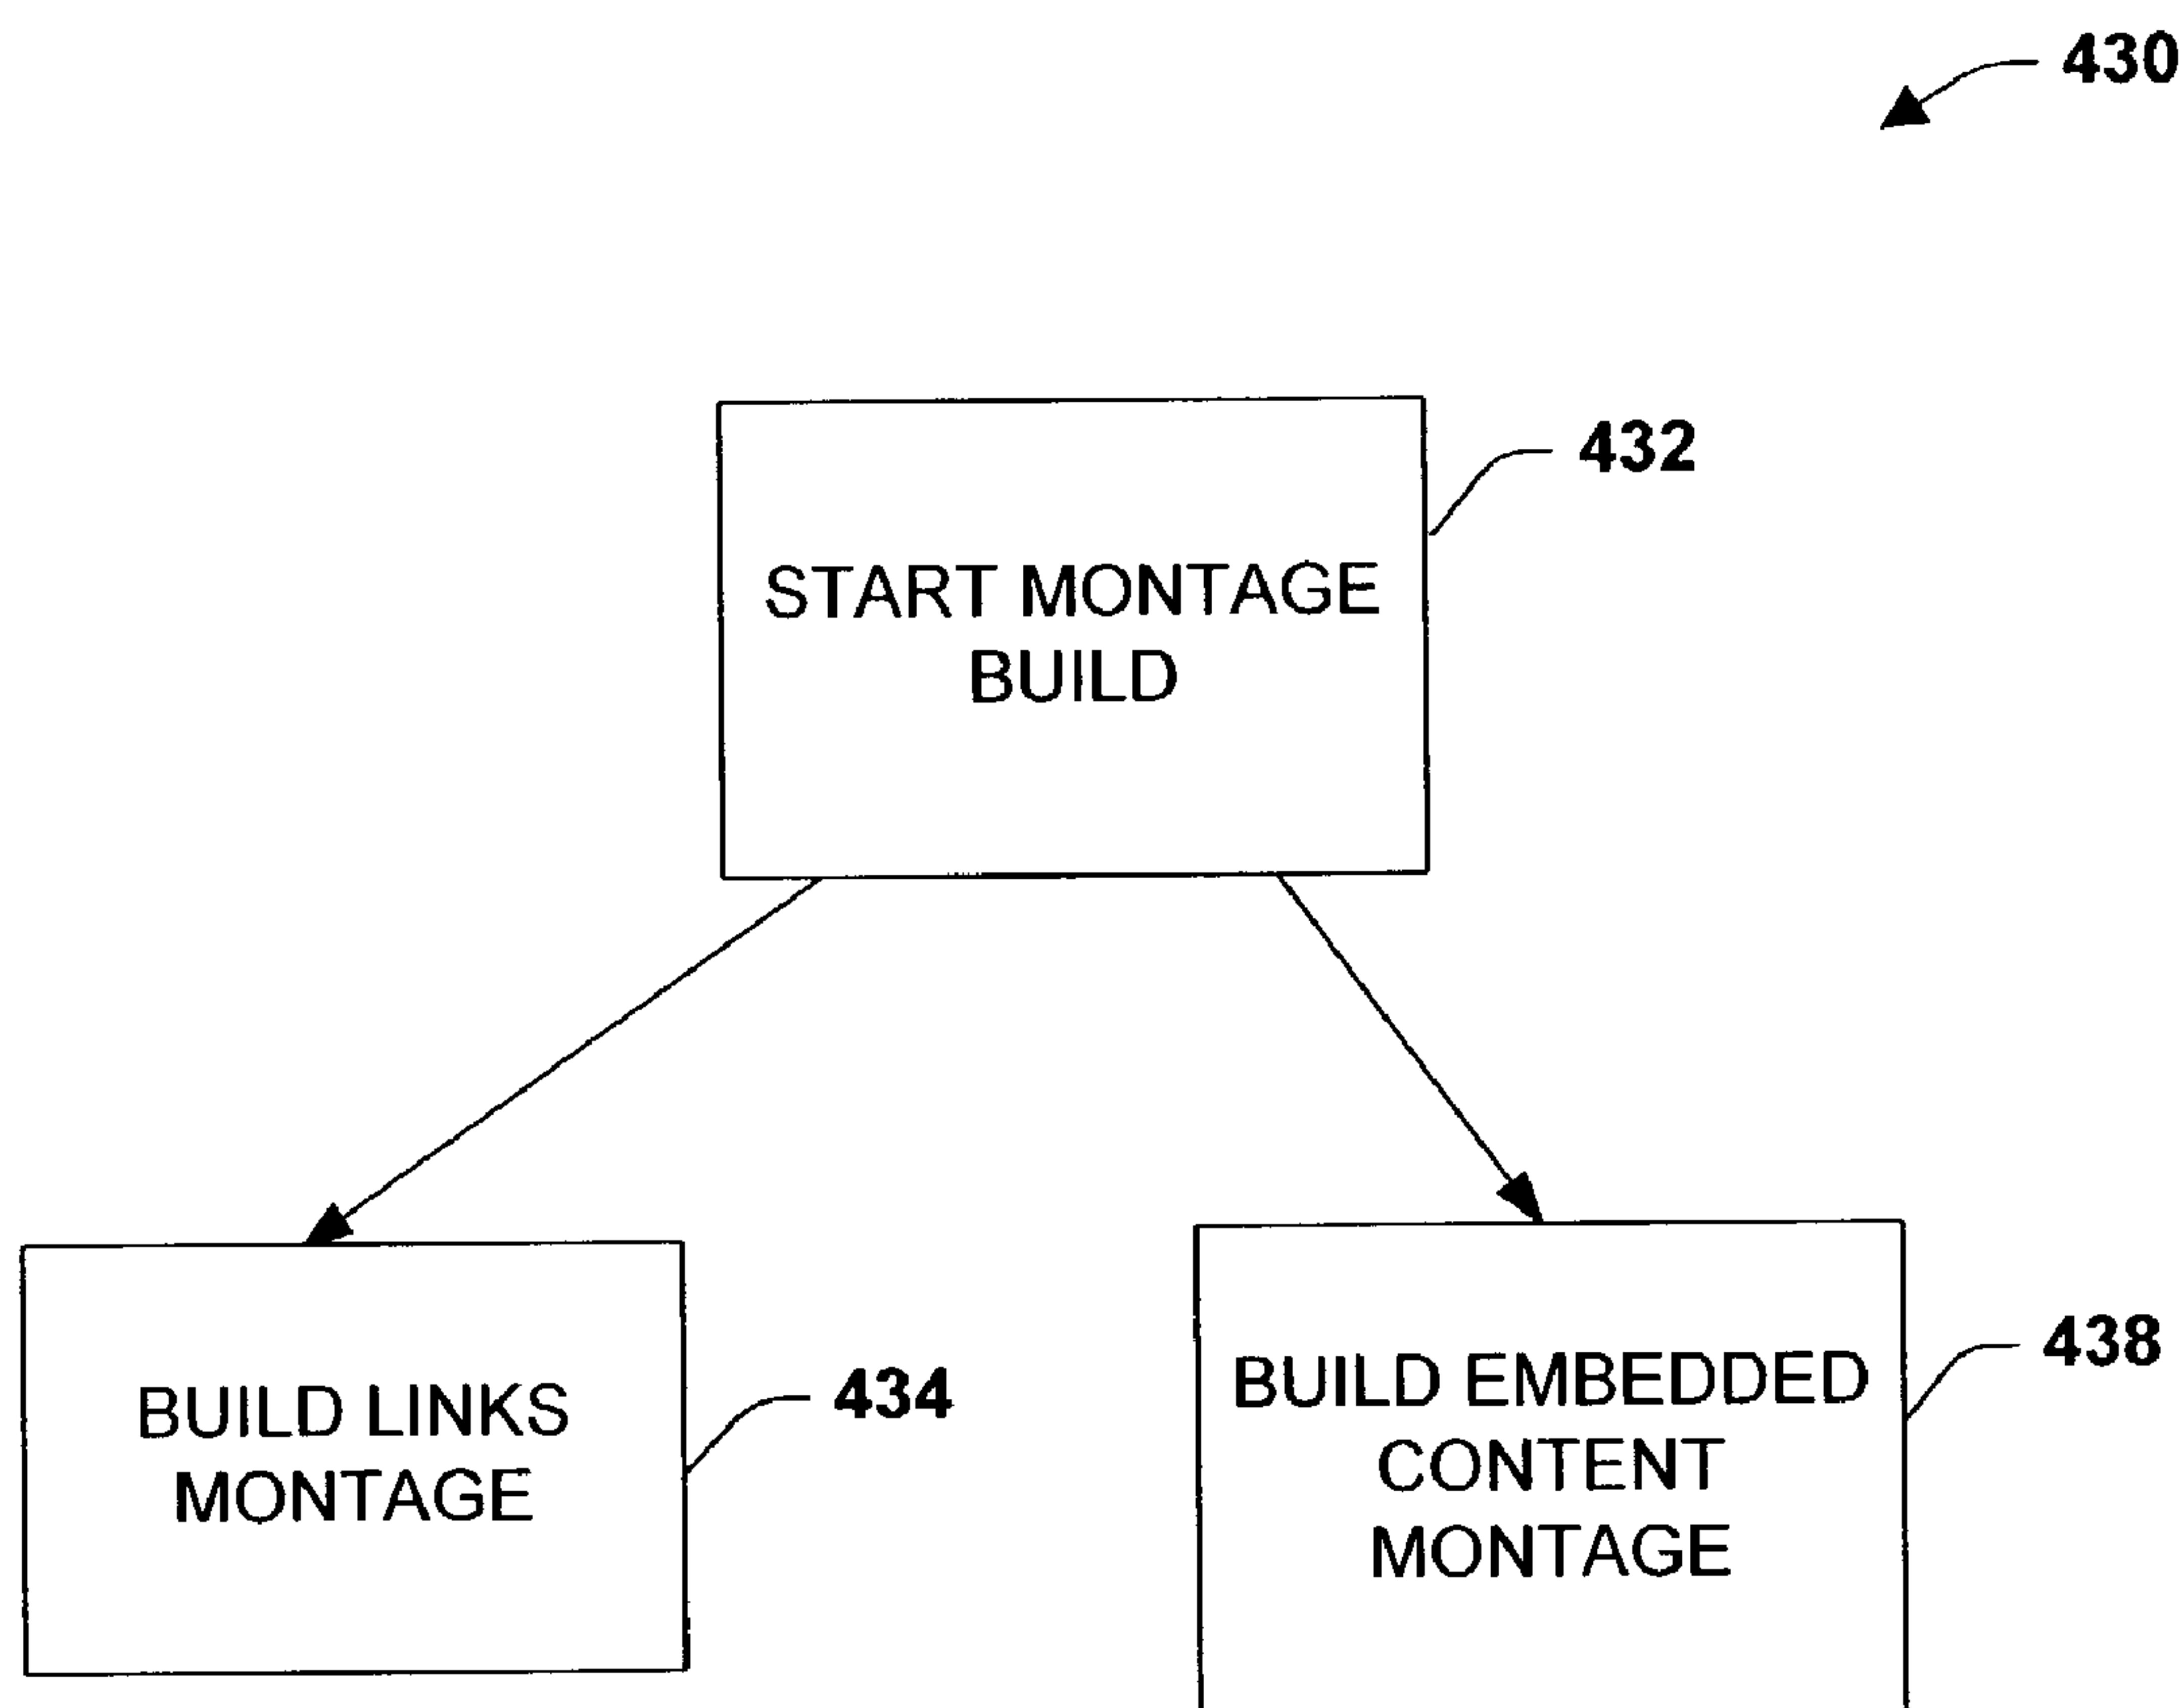 430
432
START MONTAGE
BUILD
434
BUILD LINKS
MONTAGE
438
BUILD EMBEDDED
CONTENT
MONTAGE